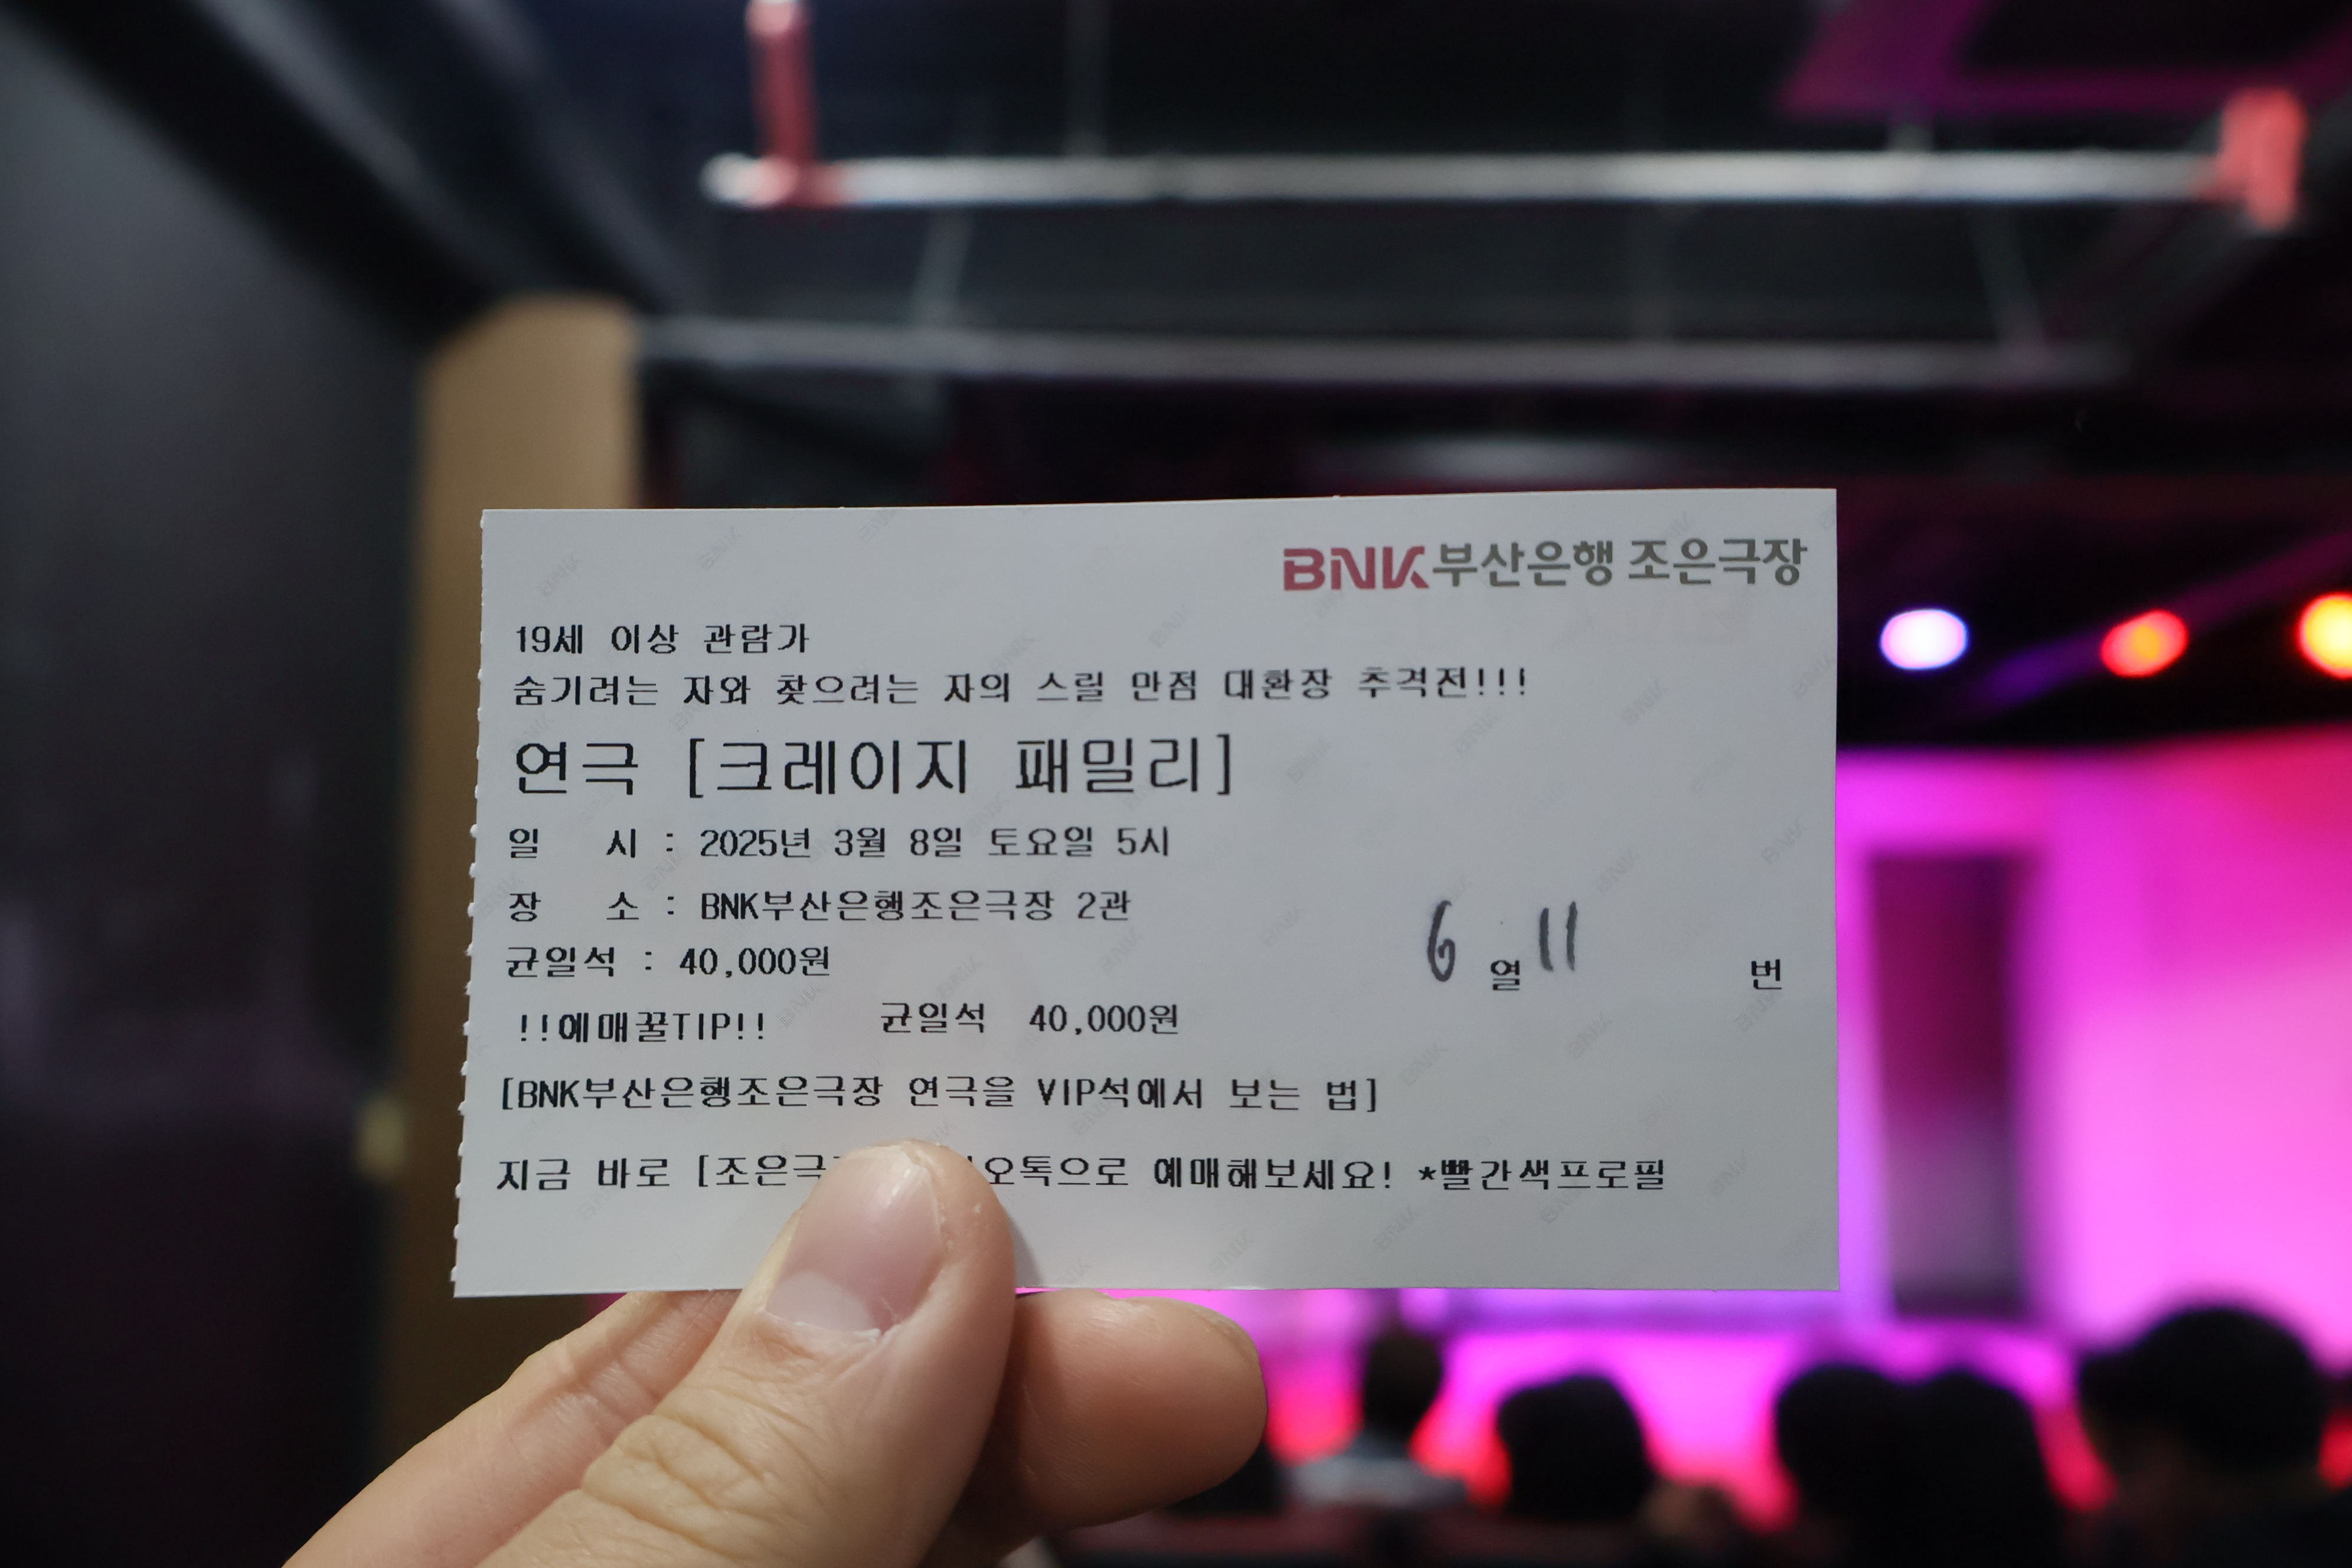 BNK부산은행 조은극장
19세 이상 관람가
숨기려는 자와 찾으려는 자의 스릴 만점 대환장 추격전!!!
연극 [크레이지 패밀리]
일 시 : 2025년 3월 8일 토요일 5시
장 소 : BNK부산은행조은극장 2관
균일석 : 40,000원
6 열 11 번
!!예매꿀TIP!! 균일석 40,000원
[BNK부산은행조은극장 연극을 VIP석에서 보는 법]
지금 바로 [조은극 오톡으로 예매해보세요! *빨간색프로필